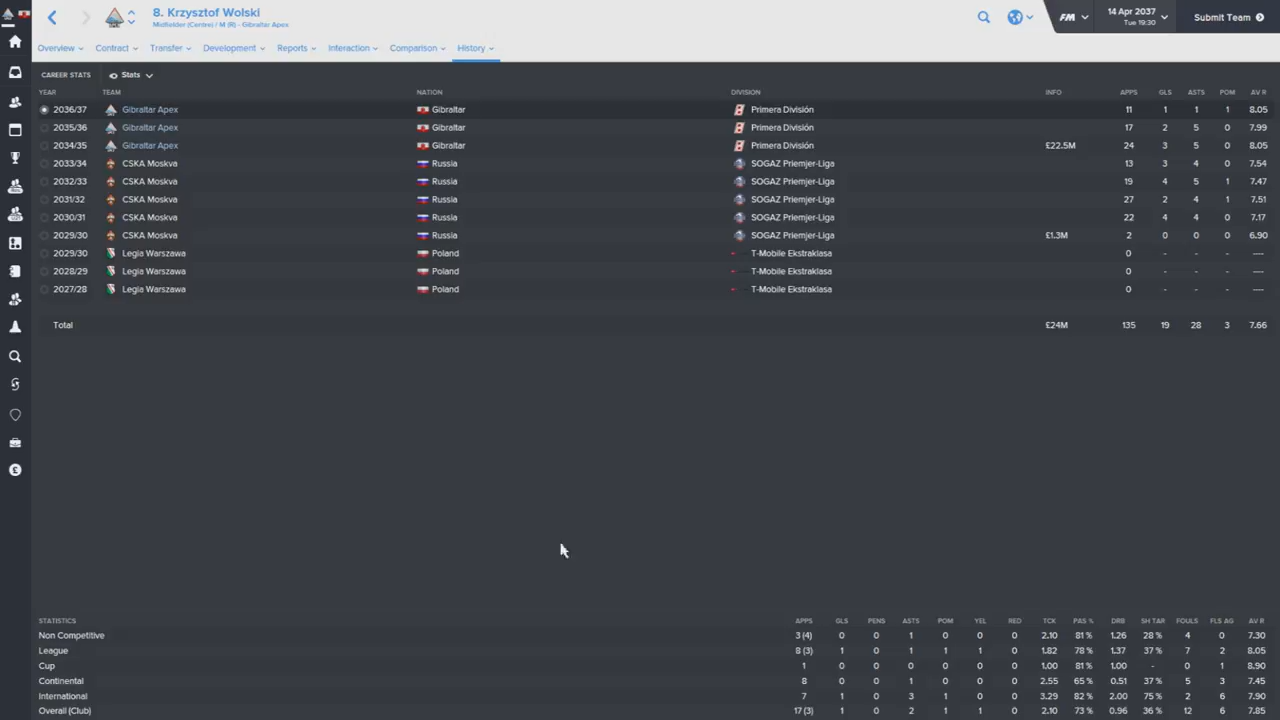 8. Krzysztof Wolski
Midfielder (Centre) / M (R) - Gibraltar Apex
FM 14 Apr 2037 Tue 19:30 Submit Team
Overview Contract Transfer Development Reports Interaction Comparison History
CAREER STATS Stats
YEAR TEAM NATION DIVISION INFO APPS GLS ASTS POM AV R
2036/37 Gibraltar Apex Gibraltar Primera División 11 1 1 1 8.05
2035/36 Gibraltar Apex Gibraltar Primera División 17 2 5 0 7.99
2034/35 Gibraltar Apex Gibraltar Primera División £22.5M 24 3 5 0 8.05
2033/34 CSKA Moskva Russia SOGAZ Priemjer-Liga 13 3 4 0 7.54
2032/33 CSKA Moskva Russia SOGAZ Priemjer-Liga 19 4 5 1 7.47
2031/32 CSKA Moskva Russia SOGAZ Priemjer-Liga 27 2 4 1 7.51
2030/31 CSKA Moskva Russia SOGAZ Priemjer-Liga 22 4 4 0 7.17
2029/30 CSKA Moskva Russia SOGAZ Priemjer-Liga £1.3M 2 0 0 0 6.90
2029/30 Legia Warszawa Poland T-Mobile Ekstraklasa 0 - - - ----
2028/29 Legia Warszawa Poland T-Mobile Ekstraklasa 0 - - - ----
2027/28 Legia Warszawa Poland T-Mobile Ekstraklasa 0 - - - ----
Total £24M 135 19 28 3 7.66
STATISTICS APPS GLS PENS ASTS POM YEL RED TCK PAS % DRB SH TAR FOULS FLS AG AV R
Non Competitive 3 (4) 0 0 1 0 0 0 2.10 81 % 1.26 28 % 4 0 7.30
League 8 (3) 1 0 1 1 1 0 1.82 78 % 1.37 37 % 7 2 8.05
Cup 1 0 0 0 0 0 0 1.00 81 % 1.00 - 0 1 8.90
Continental 8 0 0 1 0 0 0 2.55 65 % 0.51 37 % 5 3 7.45
International 7 1 0 3 1 0 0 3.29 82 % 2.00 75 % 2 6 7.90
Overall (Club) 17 (3) 1 0 2 1 1 0 2.10 73 % 0.96 36 % 12 6 7.85